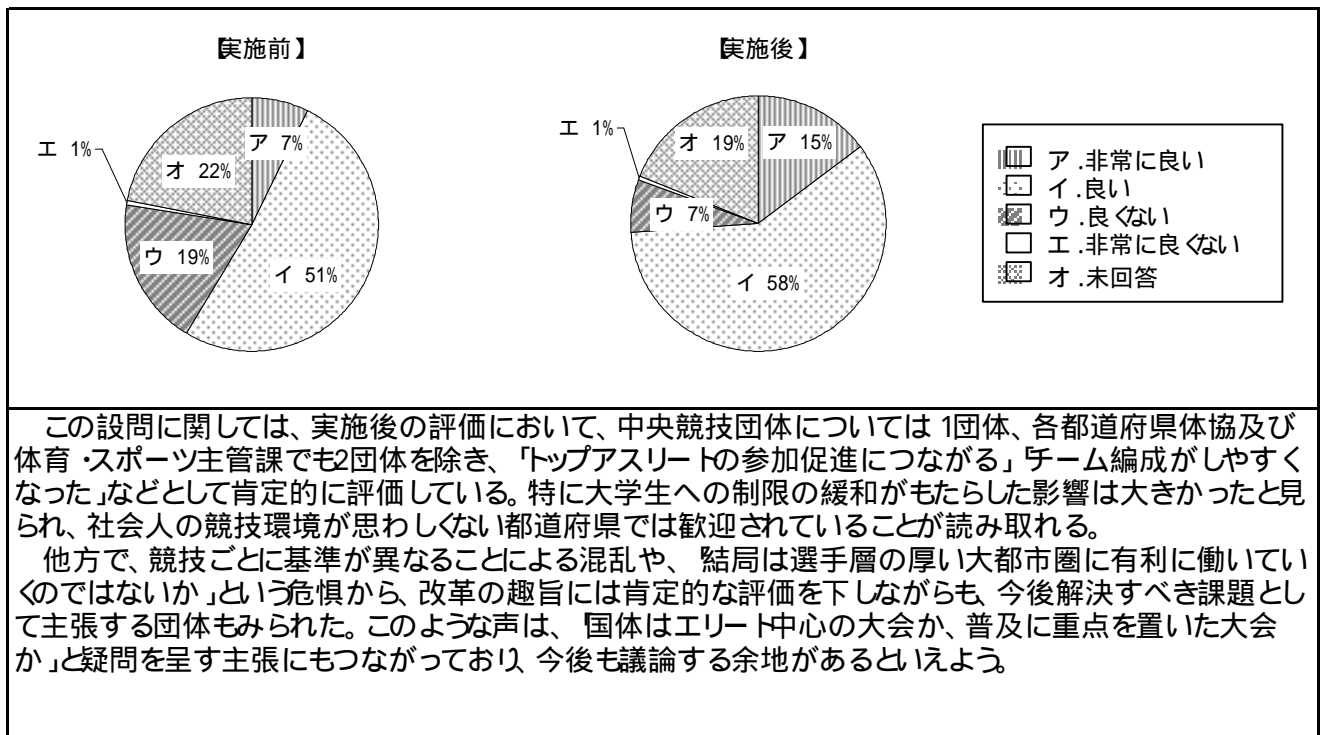 【実施前】
【実施後】
ア 7%
イ 51%
ウ 19%
エ 1%
オ 22%
ア 15%
イ 58%
ウ 7%
エ 1%
オ 19%
ア.非常に良い
イ.良い
ウ.良くない
エ.非常に良くない
オ.未回答
この設問に関しては、実施後の評価において、中央競技団体については 1団体、各都道府県体協及び
体育・スポーツ主管課でも2団体を除き、「トップアスリートの参加促進につながる」「チーム編成がしやすく
なった」などとして肯定的に評価している。特に大学生への制限の緩和がもたらした影響は大きかったと見
られ、社会人の競技環境が思わしくない都道府県では歓迎されていることが読み取れる。
他方で、競技ごとに基準が異なることによる混乱や、「結局は選手層の厚い大都市圏に有利に働いてい
くのではないか」という危惧から、改革の趣旨には肯定的な評価を下しながらも、今後解決すべき課題とし
て主張する団体もみられた。このような声は、「国体はエリート中心の大会か、普及に重点を置いた大会
か」と疑問を呈す主張にもつながっており、今後も議論する余地があるといえよう。